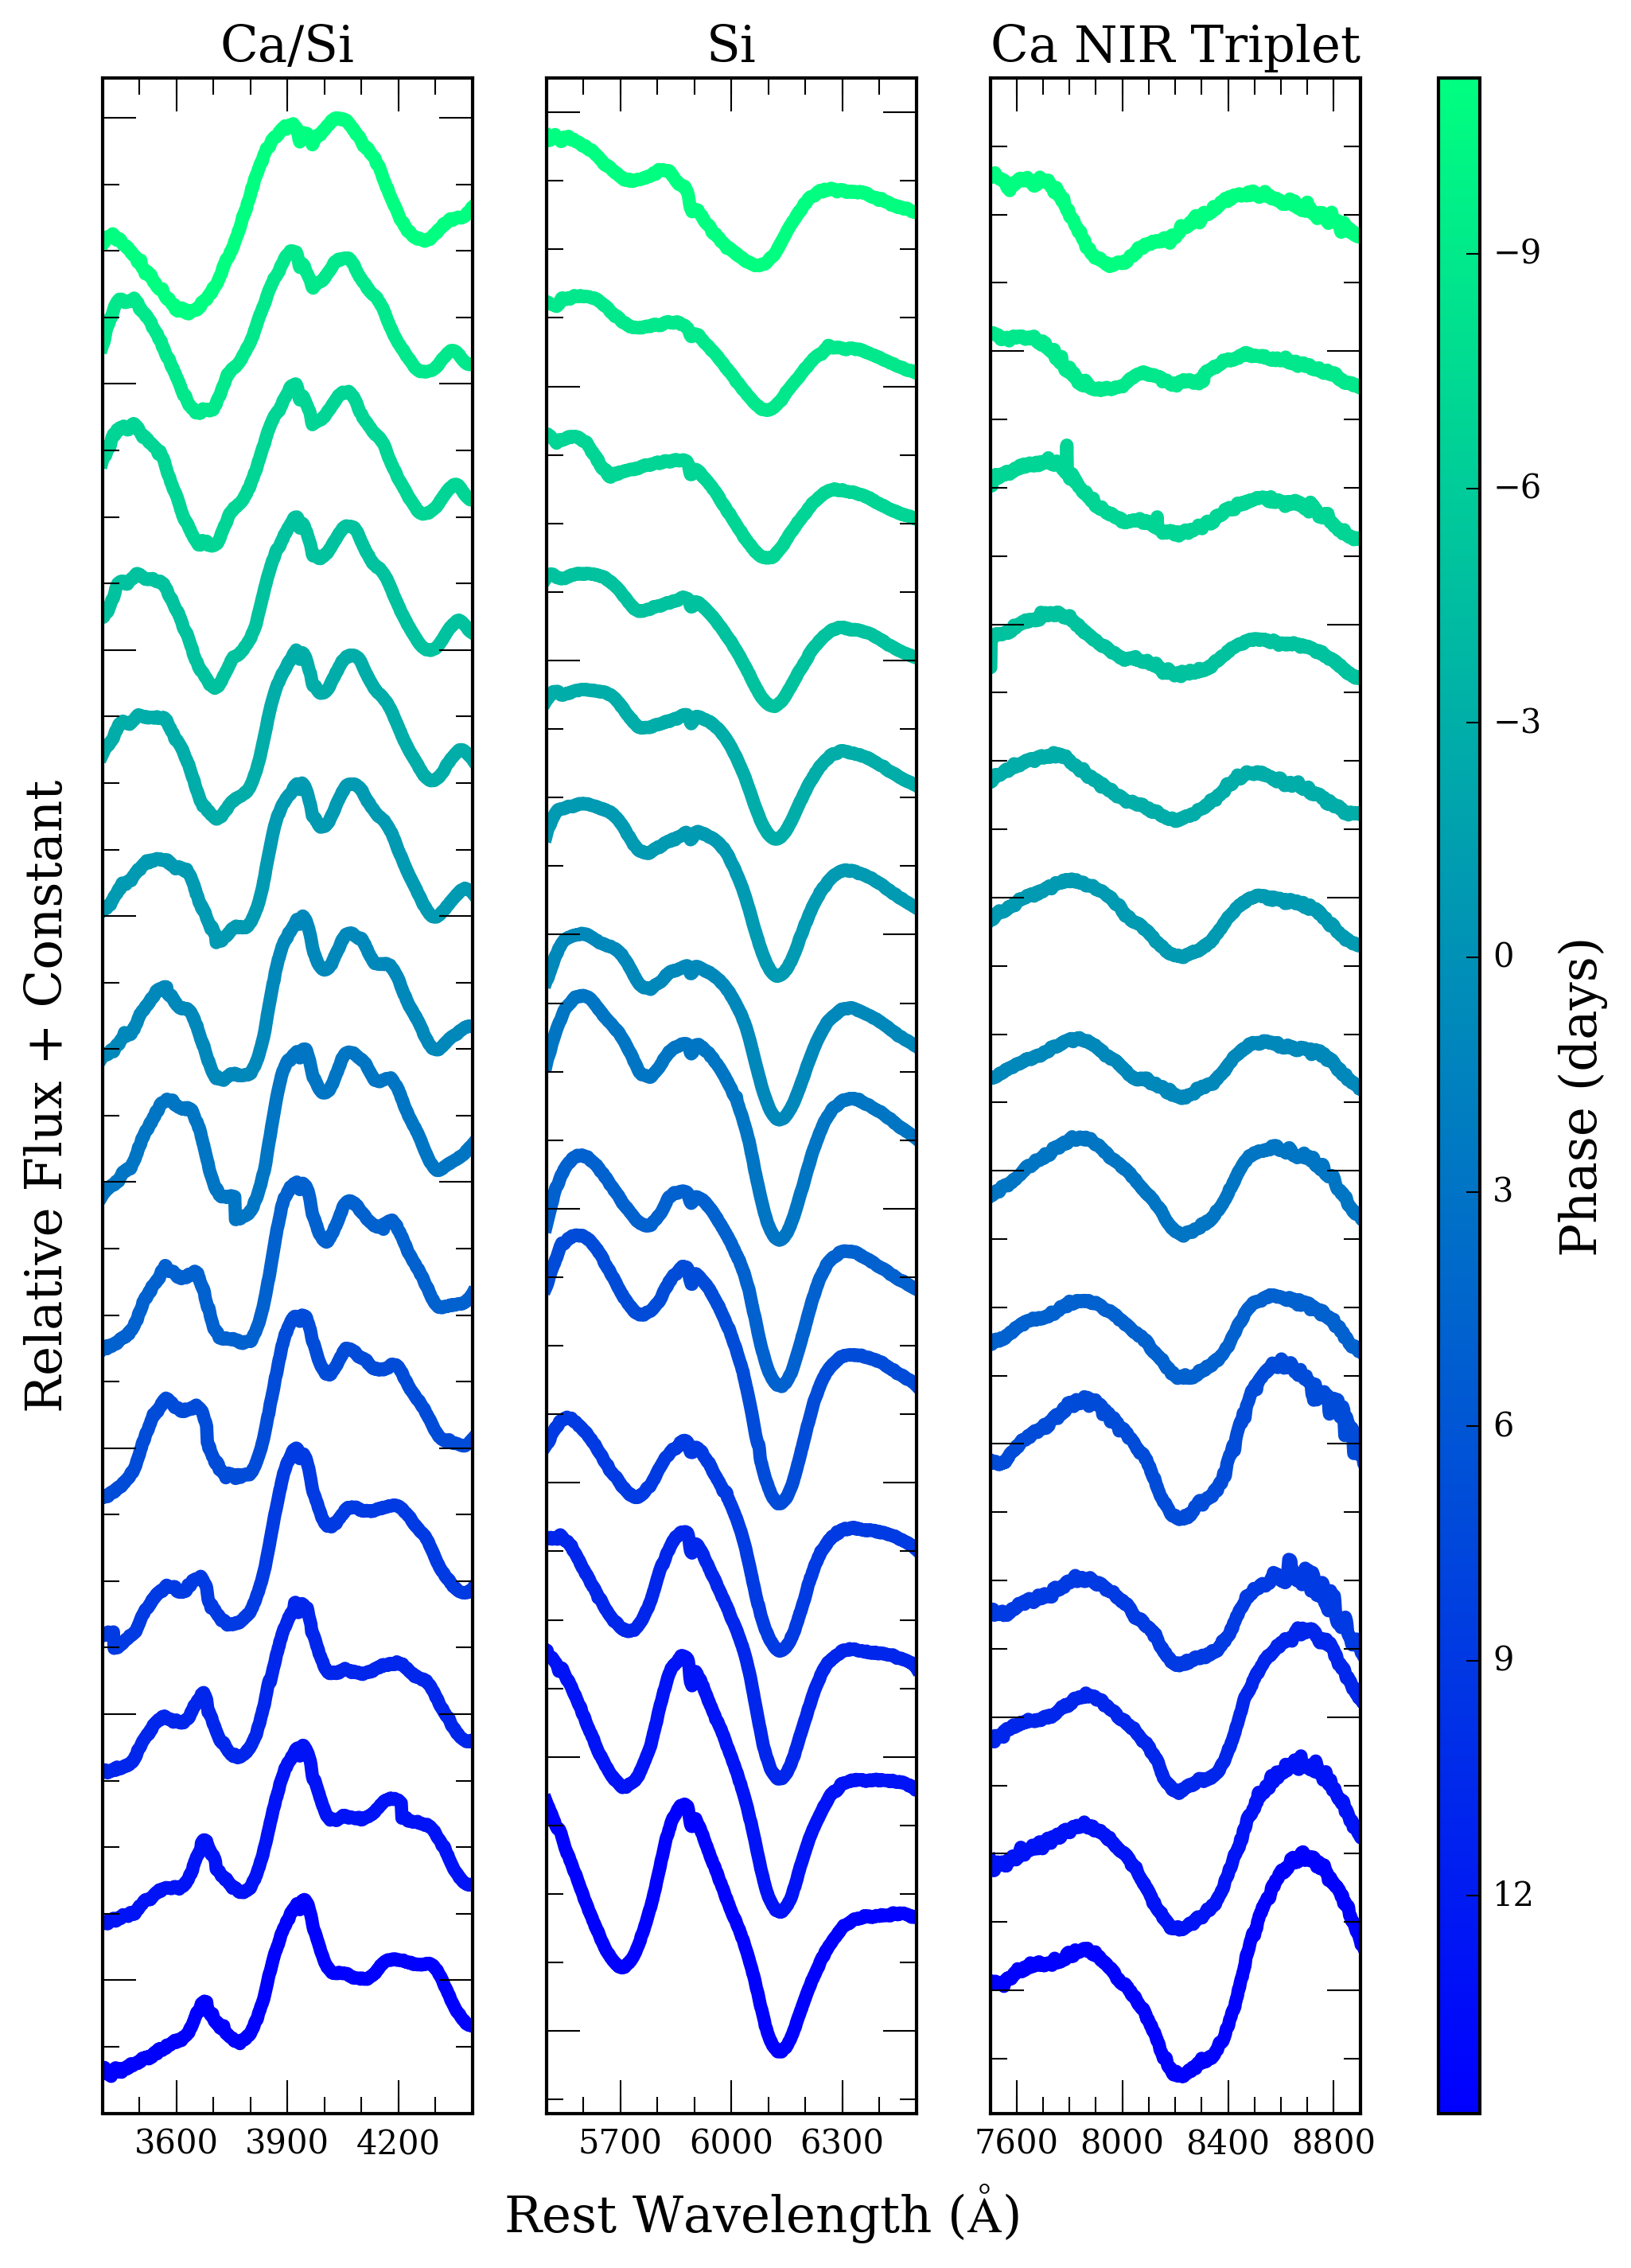 Ca/Si
Si
Ca NIR Triplet
Relative Flux + Constant
3600 3900 4200
5700 6000 6300
7600 8000 8400 8800
Rest Wavelength (Å)
−9
−6
−3
0
3
6
9
12
Phase (days)